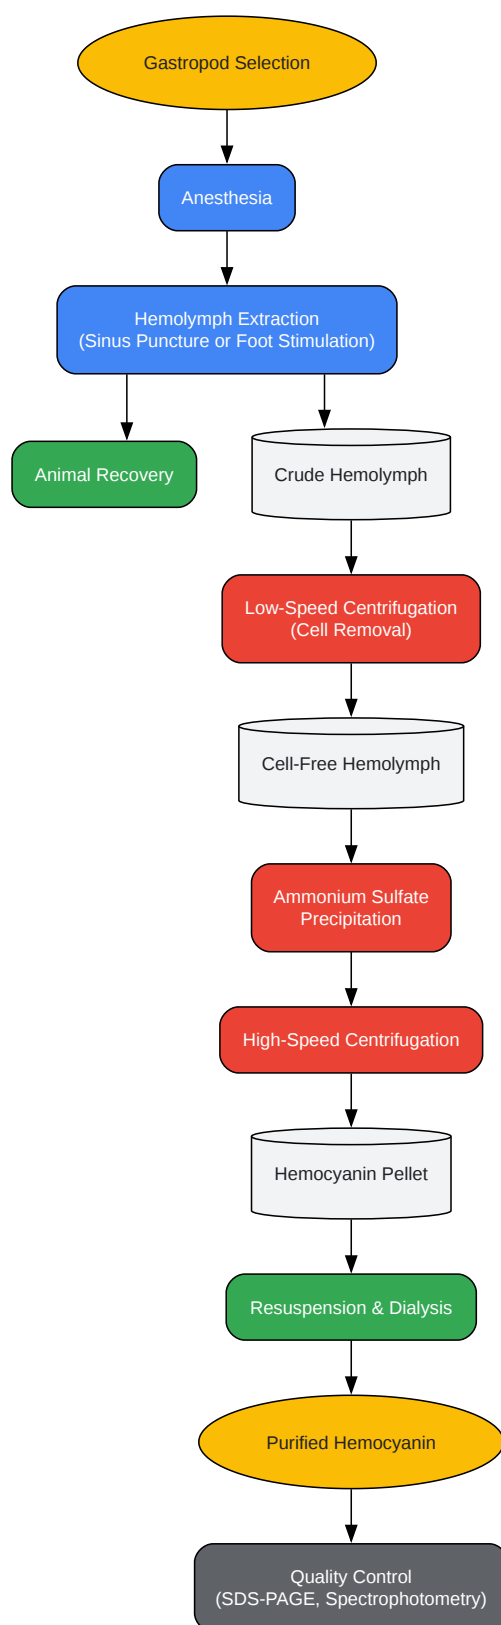 Gastropod Selection
Anesthesia
Hemolymph Extraction
(Sinus Puncture or Foot Stimulation)
Animal Recovery
Crude Hemolymph
Low-Speed Centrifugation
(Cell Removal)
Cell-Free Hemolymph
Ammonium Sulfate
Precipitation
High-Speed Centrifugation
Hemocyanin Pellet
Resuspension & Dialysis
Purified Hemocyanin
Quality Control
(SDS-PAGE, Spectrophotometry)